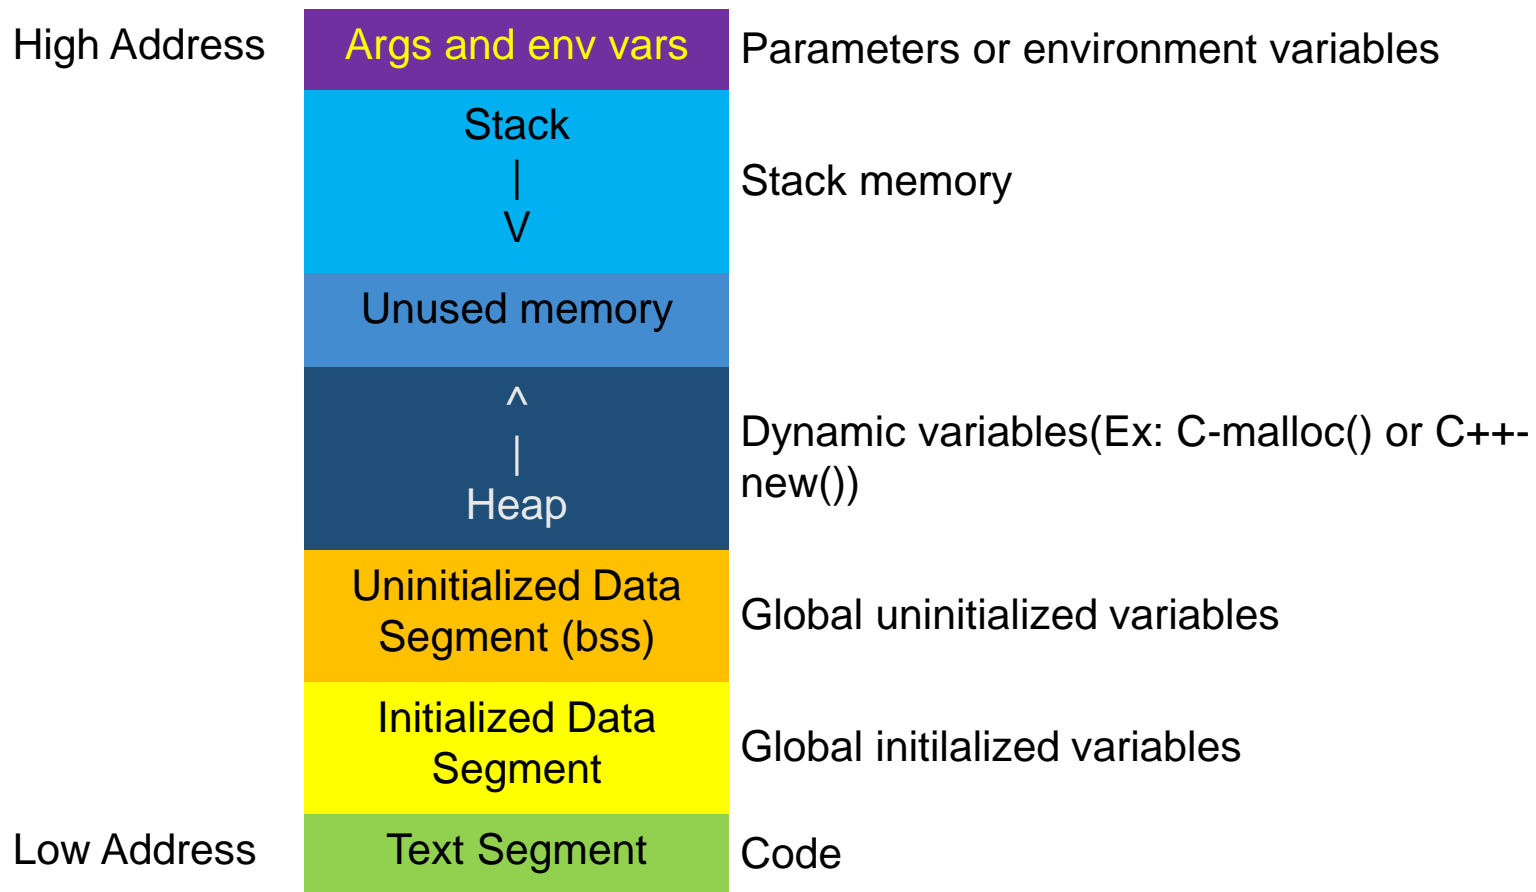 High Address
Args and env vars
Parameters or environment variables
Stack
|
V
Stack memory
Unused memory
^
|
Heap
Dynamic variables(Ex: C-malloc() or C++-
new())
Uninitialized Data
Segment (bss)
Global uninitialized variables
Initialized Data
Segment
Global initilalized variables
Low Address
Text Segment
Code